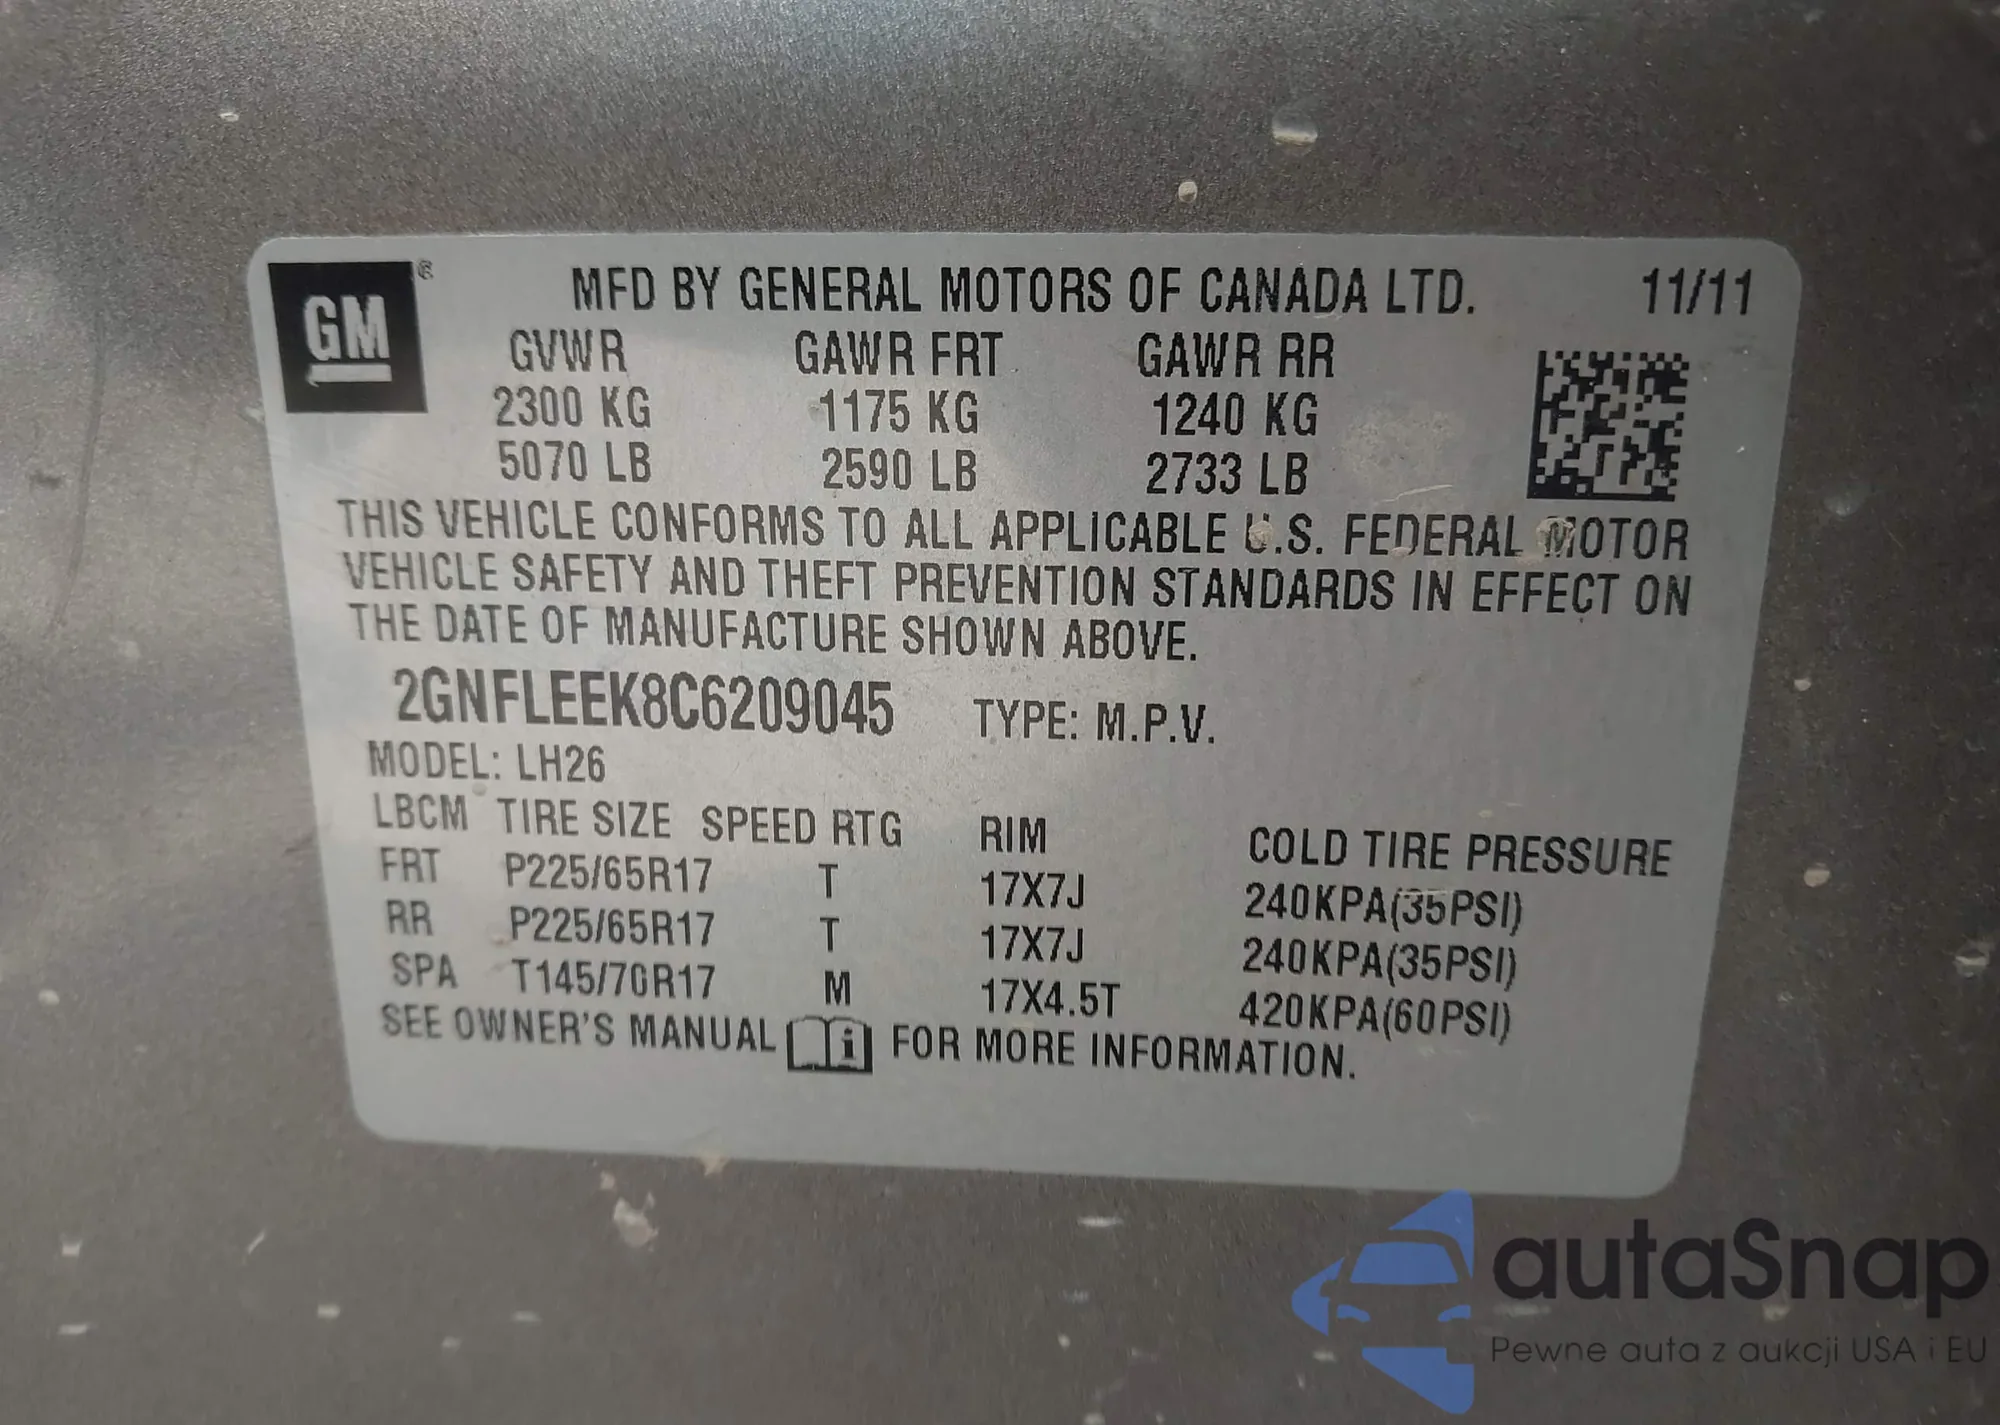 GM ® MFD BY GENERAL MOTORS OF CANADA LTD. 11/11
GVWR GAWR FRT GAWR RR
2300 KG 1175 KG 1240 KG
5070 LB 2590 LB 2733 LB
THIS VEHICLE CONFORMS TO ALL APPLICABLE U.S. FEDERAL MOTOR
VEHICLE SAFETY AND THEFT PREVENTION STANDARDS IN EFFECT ON
THE DATE OF MANUFACTURE SHOWN ABOVE.
2GNFLEEK8C6209045 TYPE: M.P.V.
MODEL: LH26
LBCM TIRE SIZE SPEED RTG RIM COLD TIRE PRESSURE
FRT P225/65R17 T 17X7J 240KPA(35PSI)
RR P225/65R17 T 17X7J 240KPA(35PSI)
SPA T145/70R17 M 17X4.5T 420KPA(60PSI)
SEE OWNER'S MANUAL i FOR MORE INFORMATION.
autaSnap
Pewne auta z aukcji USA i EU